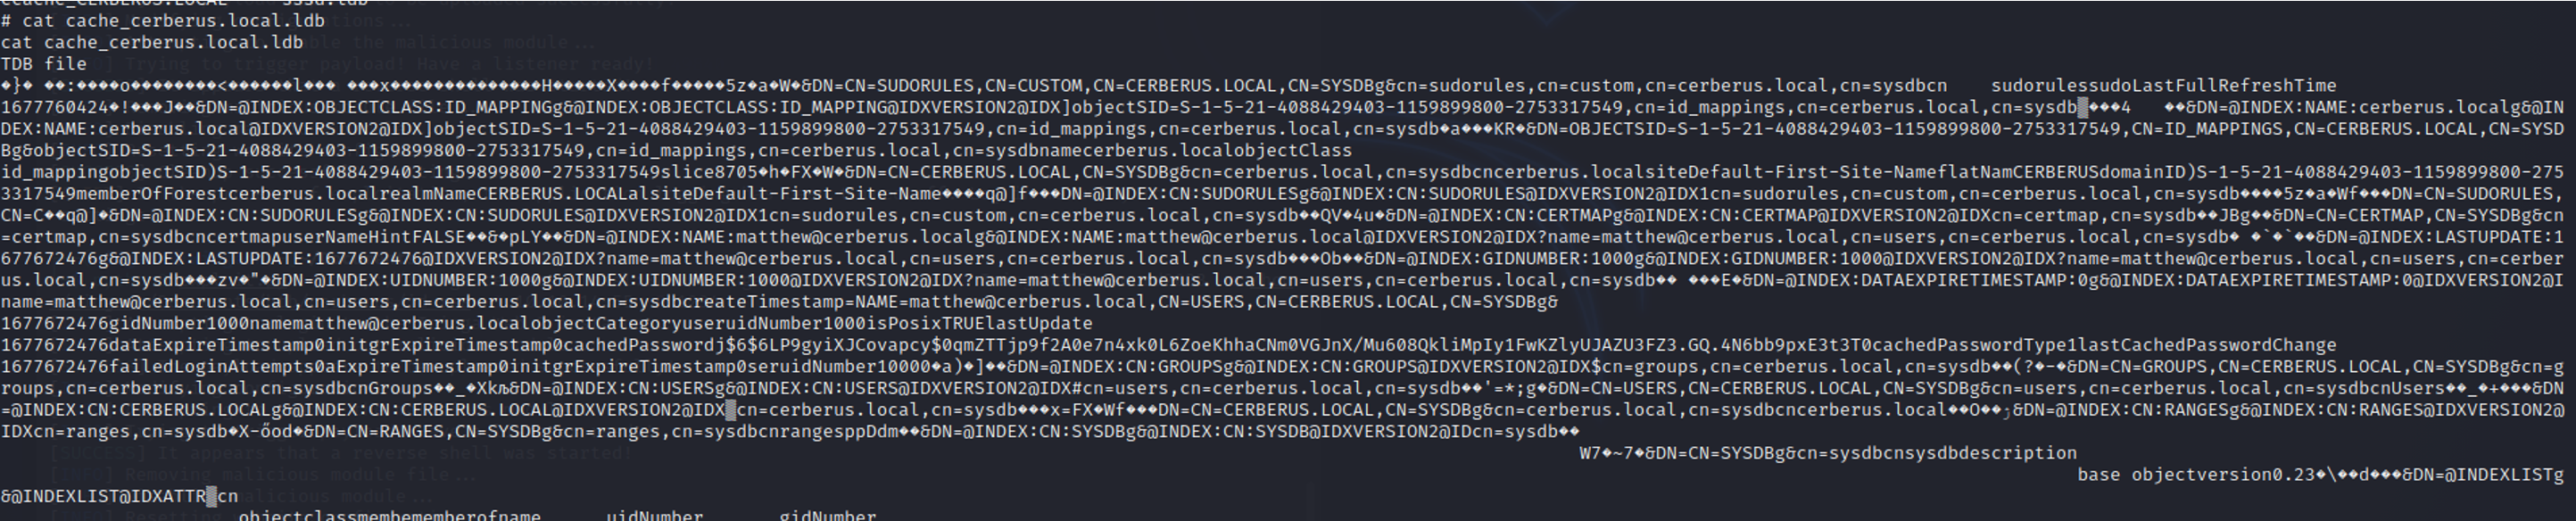 # cat cache_cerberus.local.ldb
cat cache_cerberus.local.ldb
TDB file
�}� ��:����o���������<������l��� ���x��������������H�����X����f�����5z�a�W�&DN=CN=SUDORULES,CN=CUSTOM,CN=CERBERUS.LOCAL,CN=SYSDBg&cn=sudorules,cn=custom,cn=cerberus.local,cn=sysdbcn sudorulessudoLastFullRefreshTime
1677760424�!���J��&DN=@INDEX:OBJECTCLASS:ID_MAPPINGg&@INDEX:OBJECTCLASS:ID_MAPPING@IDXVERSION2@IDX]objectSID=S-1-5-21-4088429403-1159899800-2753317549,cn=id_mappings,cn=cerberus.local,cn=sysdb▒���4 ��&DN=@INDEX:NAME:cerberus.localg&@IN
DEX:NAME:cerberus.local@IDXVERSION2@IDX]objectSID=S-1-5-21-4088429403-1159899800-2753317549,cn=id_mappings,cn=cerberus.local,cn=sysdb�a���KR�&DN=OBJECTSID=S-1-5-21-4088429403-1159899800-2753317549,CN=ID_MAPPINGS,CN=CERBERUS.LOCAL,CN=SYSD
Bg&objectSID=S-1-5-21-4088429403-1159899800-2753317549,cn=id_mappings,cn=cerberus.local,cn=sysdbnamecerberus.localobjectClass
id_mappingobjectSID)S-1-5-21-4088429403-1159899800-2753317549slice8705�h�FX�W�&DN=CN=CERBERUS.LOCAL,CN=SYSDBg&cn=cerberus.local,cn=sysdbcncerberus.localsiteDefault-First-Site-NameflatNamCERBERUSdomainID)S-1-5-21-4088429403-1159899800-275
3317549memberOfForestcerberus.localrealmNameCERBERUS.LOCALalsiteDefault-First-Site-Name����q@]f���DN=@INDEX:CN:SUDORULESg&@INDEX:CN:SUDORULES@IDXVERSION2@IDX1cn=sudorules,cn=custom,cn=cerberus.local,cn=sysdb����5z�a�Wf���DN=CN=SUDORULES,
CN=C��q@]�&DN=@INDEX:CN:SUDORULESg&@INDEX:CN:SUDORULES@IDXVERSION2@IDX1cn=sudorules,cn=custom,cn=cerberus.local,cn=sysdb��QV�4u�&DN=@INDEX:CN:CERTMAPg&@INDEX:CN:CERTMAP@IDXVERSION2@IDXcn=certmap,cn=sysdb��JBg��&DN=CN=CERTMAP,CN=SYSDBg&cn
=certmap,cn=sysdbcncertmapuserNameHintFALSE��&�pLY��&DN=@INDEX:NAME:matthew@cerberus.localg&@INDEX:NAME:matthew@cerberus.local@IDXVERSION2@IDX?name=matthew@cerberus.local,cn=users,cn=cerberus.local,cn=sysdb� �`�`��&DN=@INDEX:LASTUPDATE:1
677672476g&@INDEX:LASTUPDATE:1677672476@IDXVERSION2@IDX?name=matthew@cerberus.local,cn=users,cn=cerberus.local,cn=sysdb���Ob��&DN=@INDEX:GIDNUMBER:1000g&@INDEX:GIDNUMBER:1000@IDXVERSION2@IDX?name=matthew@cerberus.local,cn=users,cn=cerber
us.local,cn=sysdb���zv�"�&DN=@INDEX:UIDNUMBER:1000g&@INDEX:UIDNUMBER:1000@IDXVERSION2@IDX?name=matthew@cerberus.local,cn=users,cn=cerberus.local,cn=sysdb�� ���E�&DN=@INDEX:DATAEXPIRETIMESTAMP:0g&@INDEX:DATAEXPIRETIMESTAMP:0@IDXVERSION2@I
name=matthew@cerberus.local,cn=users,cn=cerberus.local,cn=sysdbcreateTimestamp=NAME=matthew@cerberus.local,CN=USERS,CN=CERBERUS.LOCAL,CN=SYSDBg&
1677672476gidNumber1000namematthew@cerberus.localobjectCategoryuseruidNumber1000isPosixTRUElastUpdate
1677672476dataExpireTimestamp0initgrExpireTimestamp0cachedPasswordj$6$6LP9gyiXJCovapcy$0qmZTTjp9f2A0e7n4xk0L6ZoeKhhaCNm0VGJnX/Mu608QkliMpIy1FwKZlyUJAZU3FZ3.GQ.4N6bb9pxE3t3T0cachedPasswordType1lastCachedPasswordChange
1677672476failedLoginAttempts0aExpireTimestamp0initgrExpireTimestamp0seruidNumber10000�a)�]��&DN=@INDEX:CN:GROUPSg&@INDEX:CN:GROUPS@IDXVERSION2@IDX$cn=groups,cn=cerberus.local,cn=sysdb��(?�-�&DN=CN=GROUPS,CN=CERBERUS.LOCAL,CN=SYSDBg&cn=g
roups,cn=cerberus.local,cn=sysdbcnGroups��_�Xkљ&DN=@INDEX:CN:USERSg&@INDEX:CN:USERS@IDXVERSION2@IDX#cn=users,cn=cerberus.local,cn=sysdb��'=*;g�&DN=CN=USERS,CN=CERBERUS.LOCAL,CN=SYSDBg&cn=users,cn=cerberus.local,cn=sysdbcnUsers��_�+���&DN
=@INDEX:CN:CERBERUS.LOCALg&@INDEX:CN:CERBERUS.LOCAL@IDXVERSION2@IDX▒cn=cerberus.local,cn=sysdb���x=FX�Wf���DN=CN=CERBERUS.LOCAL,CN=SYSDBg&cn=cerberus.local,cn=sysdbcncerberus.local��O��ز&DN=@INDEX:CN:RANGESg&@INDEX:CN:RANGES@IDXVERSION2@
IDXcn=ranges,cn=sysdb�X-őod�&DN=CN=RANGES,CN=SYSDBg&cn=ranges,cn=sysdbcnrangesppDdm��&DN=@INDEX:CN:SYSDBg&@INDEX:CN:SYSDB@IDXVERSION2@IDcn=sysdb��
W7�~7�&DN=CN=SYSDBg&cn=sysdbcnsysdbdescription
base objectversion0.23�\��d���&DN=@INDEXLISTg
&@INDEXLIST@IDXATTR▒cn
objectclassmembememberofname uidNumber gidNumber